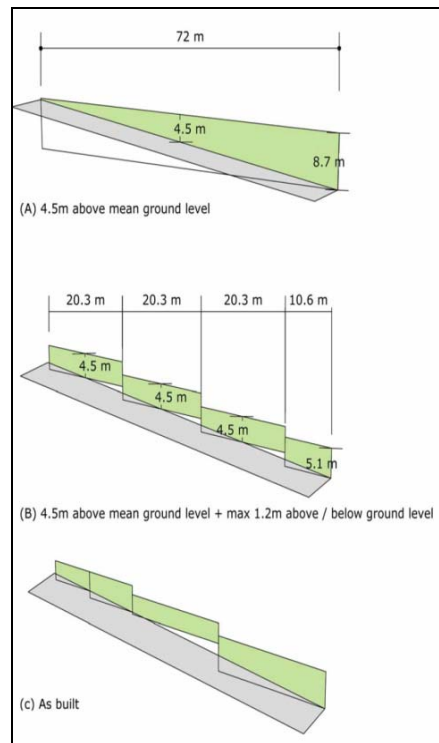 72 m
4.5 m
8.7 m
(A) 4.5m above mean ground level
20.3 m 20.3 m 20.3 m 10.6 m
4.5 m
4.5 m
4.5 m
5.1 m
(B) 4.5m above mean ground level + max 1.2m above / below ground level
(c) As built